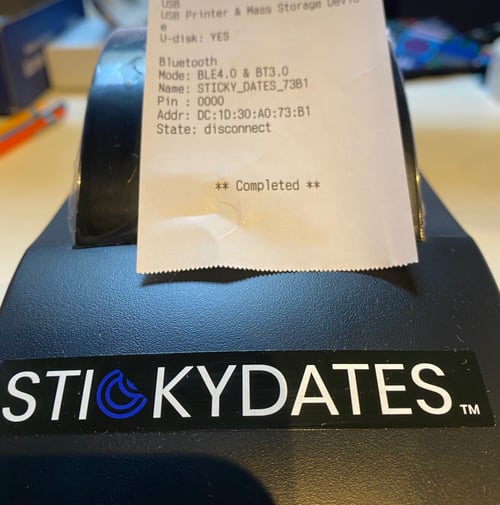 USB
USB Printer & Mass Storage Devic
e
U-disk: YES
Bluetooth
Mode: BLE4.0 & BT3.0
Name: STICKY_DATES_73B1
Pin : 0000
Addr: DC:1D:30:A0:73:B1
State: disconnect
** Completed **
STICKYDATES™